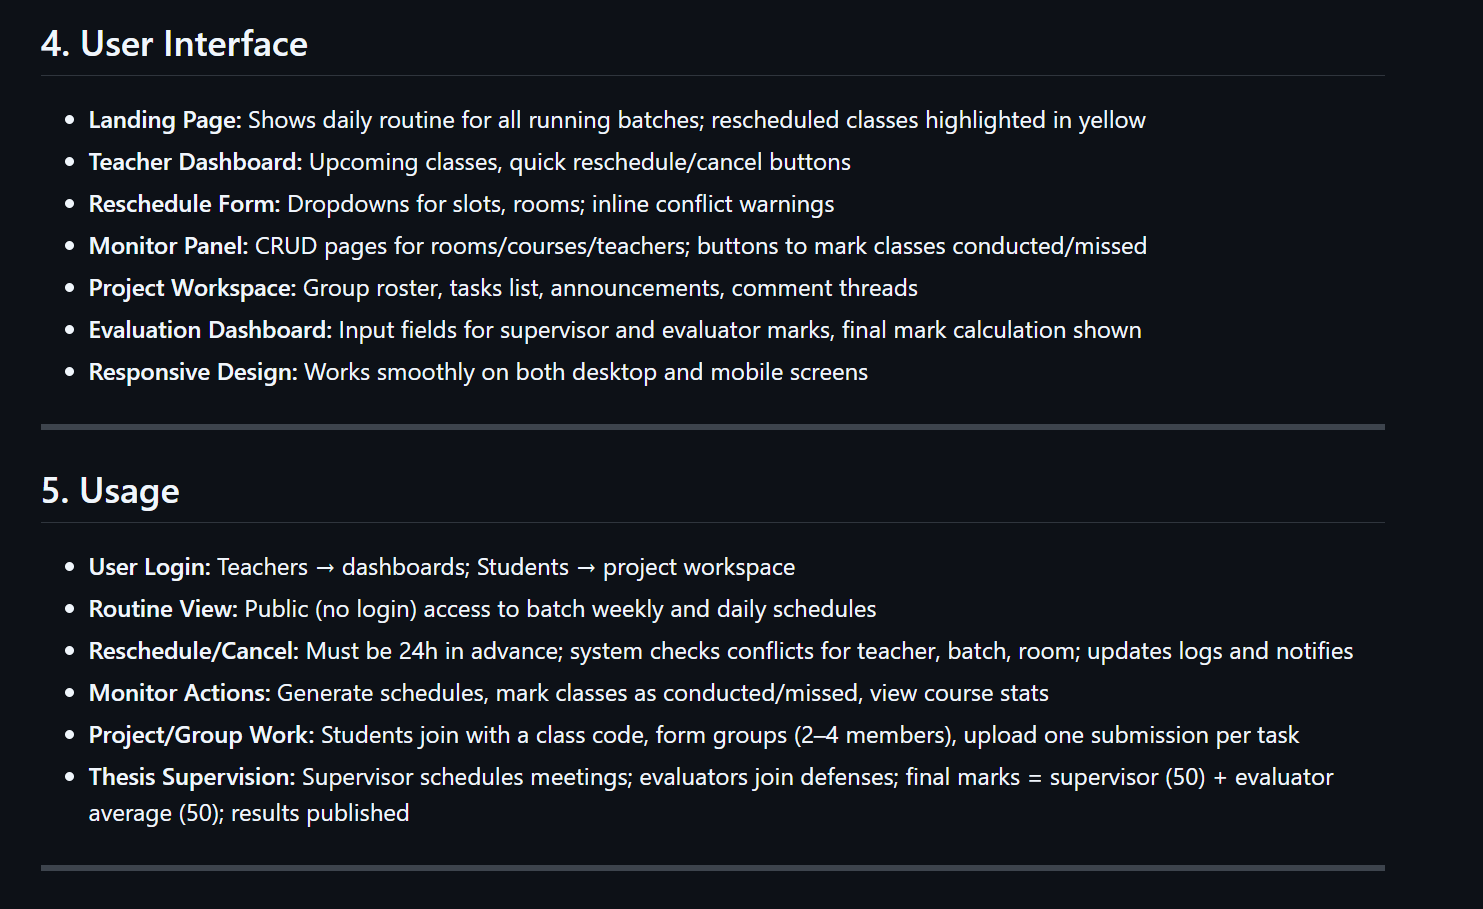 4. User Interface
Landing Page: Shows daily routine for all running batches; rescheduled classes highlighted in yellow
Teacher Dashboard: Upcoming classes, quick reschedule/cancel buttons
Reschedule Form: Dropdowns for slots, rooms; inline conflict warnings
Monitor Panel: CRUD pages for rooms/courses/teachers; buttons to mark classes conducted/missed
Project Workspace: Group roster, tasks list, announcements, comment threads
Evaluation Dashboard: Input fields for supervisor and evaluator marks, final mark calculation shown
Responsive Design: Works smoothly on both desktop and mobile screens
5. Usage
User Login: Teachers → dashboards; Students → project workspace
Routine View: Public (no login) access to batch weekly and daily schedules
Reschedule/Cancel: Must be 24h in advance; system checks conflicts for teacher, batch, room; updates logs and notifies
Monitor Actions: Generate schedules, mark classes as conducted/missed, view course stats
Project/Group Work: Students join with a class code, form groups (2–4 members), upload one submission per task
Thesis Supervision: Supervisor schedules meetings; evaluators join defenses; final marks = supervisor (50) + evaluator
average (50); results published